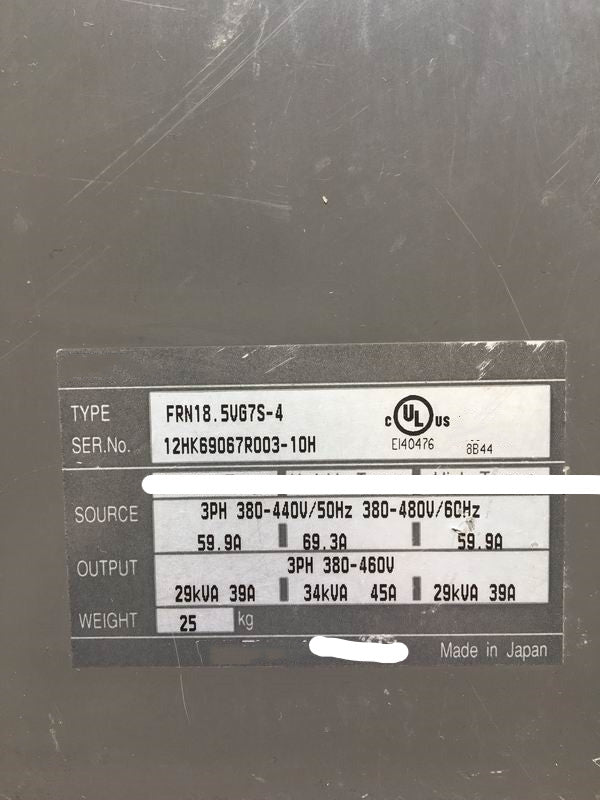 TYPE FRN18.5VG7S-4
SER.No. 12HK69067R003-10H
C UL US
E140476 8B44
SOURCE 3PH 380-440V/50Hz 380-480V/60Hz
59.9A 69.3A 59.9A
OUTPUT 3PH 380-460V
29kVA 39A 34kVA 45A 29kVA 39A
WEIGHT 25 kg
Made in Japan